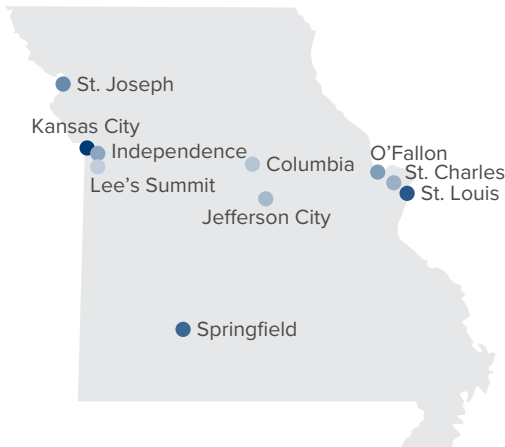 St. Joseph
Kansas City
Independence
Lee’s Summit
Columbia
Jefferson City
O’Fallon
St. Charles
St. Louis
Springfield